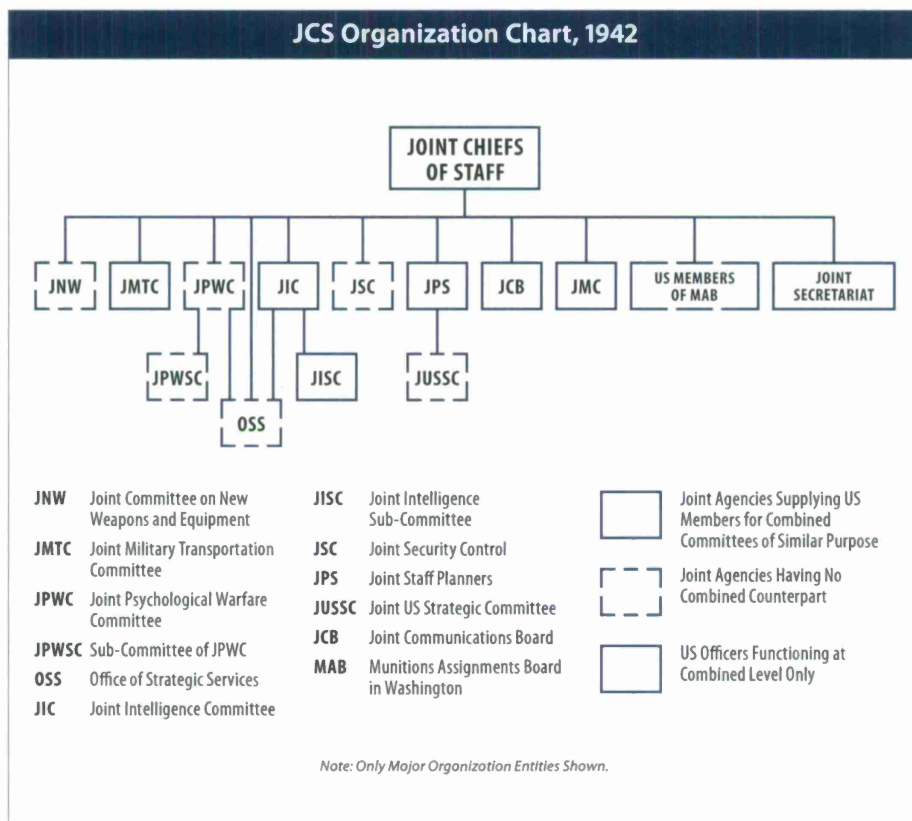 JCS Organization Chart, 1942
JOINT CHIEFS
OF STAFF
JNW
JMTC
JPWC
JIC
JSC
JPS
JCB
JMC
US MEMBERS
OF MAB
JOINT
SECRETARIAT
JPWSC
JISC
JUSSC
OSS
JNW Joint Committee on New
Weapons and Equipment
JMTC Joint Military Transportation
Committee
JPWC Joint Psychological Warfare
Committee
JPWSC Sub-Committee of JPWC
OSS Office of Strategic Services
JIC Joint Intelligence Committee
JISC Joint Intelligence
Sub-Committee
JSC Joint Security Control
JPS Joint Staff Planners
JUSSC Joint US Strategic Committee
JCB Joint Communications Board
MAB Munitions Assignments Board
in Washington
Joint Agencies Supplying US
Members for Combined
Committees of Similar Purpose
Joint Agencies Having No
Combined Counterpart
US Officers Functioning at
Combined Level Only
Note: Only Major Organization Entities Shown.